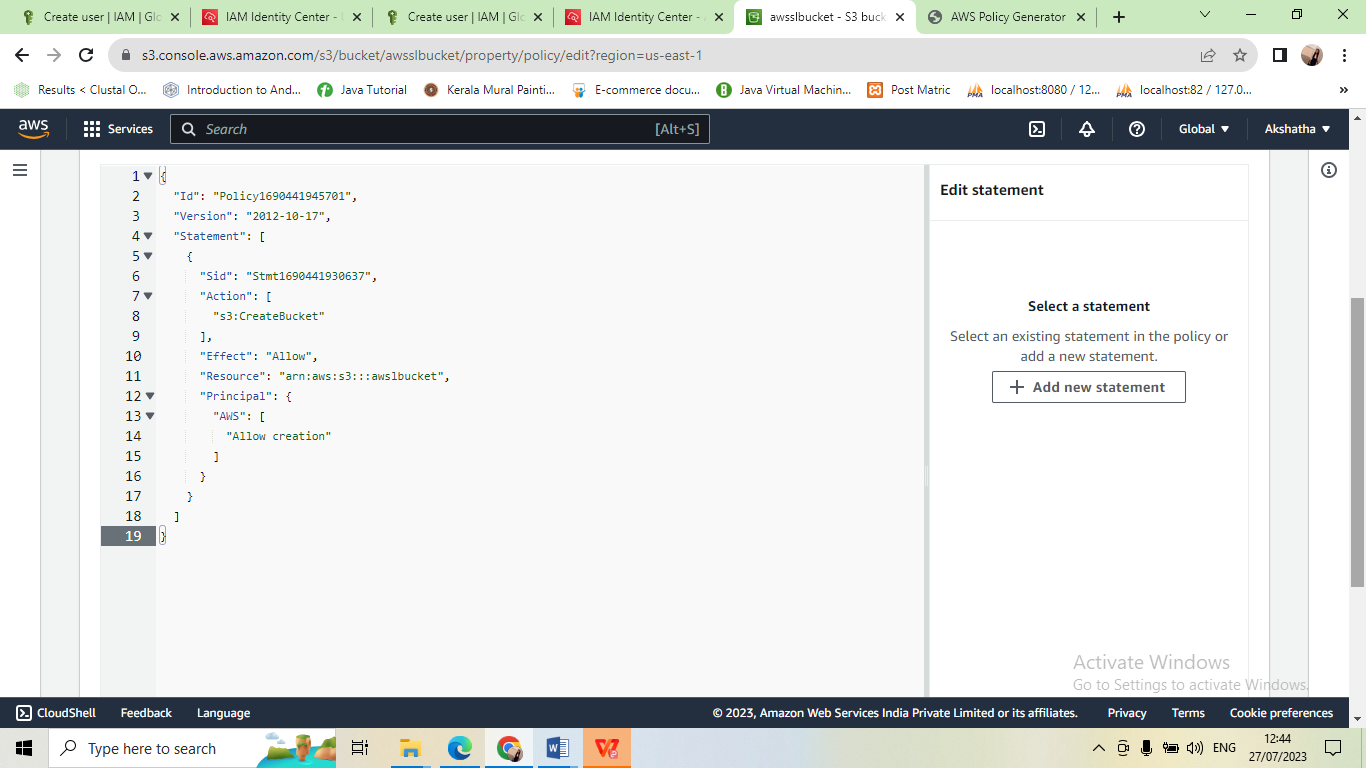 Create user | IAM | Glo
IAM Identity Center - U
Create user | IAM | Glo
IAM Identity Center - A
awsslbucket - S3 buck
AWS Policy Generator
s3.console.aws.amazon.com/s3/bucket/awsslbucket/property/policy/edit?region=us-east-1
Results < Clustal O...
Introduction to And...
Java Tutorial
Kerala Mural Painti...
E-commerce docu...
Java Virtual Machin...
Post Matric
localhost:8080 / 12...
localhost:82 / 127.0...
aws
Services
Search
[Alt+S]
Global
Akshatha
1 {
2 "Id": "Policy1690441945701",
3 "Version": "2012-10-17",
4 "Statement": [
5 {
6 "Sid": "Stmt1690441930637",
7 "Action": [
8 "s3:CreateBucket"
9 ],
10 "Effect": "Allow",
11 "Resource": "arn:aws:s3:::awslbucket",
12 "Principal": {
13 "AWS": [
14 "Allow creation"
15 ]
16 }
17 }
18 ]
19 }
Edit statement
Select a statement
Select an existing statement in the policy or
add a new statement.
Add new statement
Activate Windows
Go to Settings to activate Windows.
CloudShell
Feedback
Language
© 2023, Amazon Web Services India Private Limited or its affiliates.
Privacy
Terms
Cookie preferences
Type here to search
ENG
12:44
27/07/2023